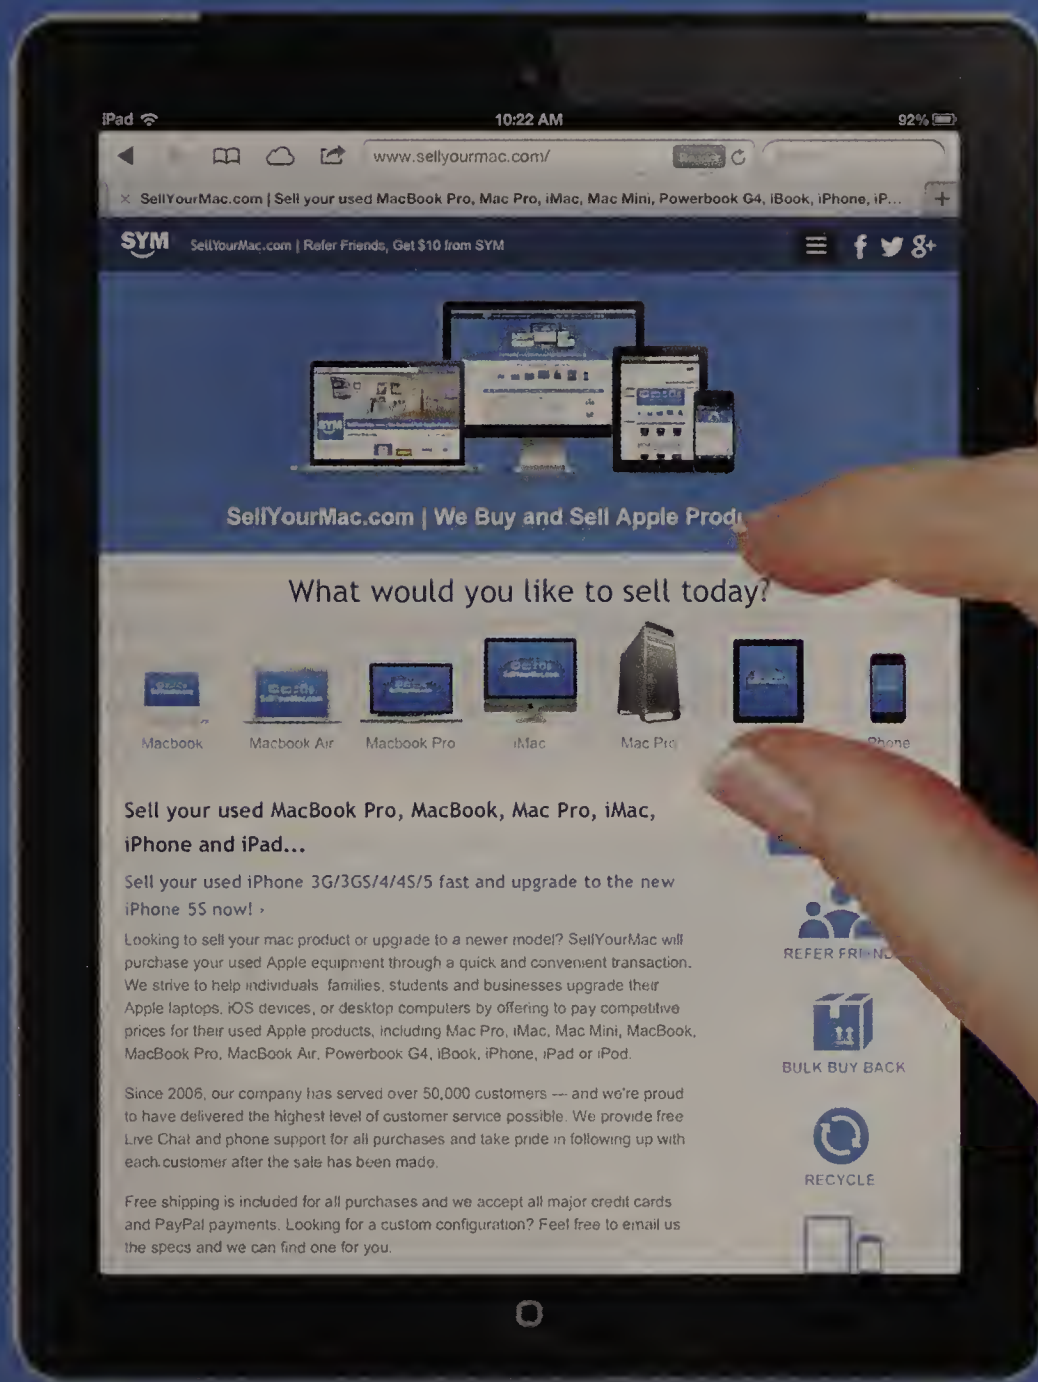 iPad
10:22 AM
92%
www.sellyourmac.com/
Reader
× SellYourMac.com | Sell your used MacBook Pro, Mac Pro, iMac, Mac Mini, Powerbook G4, iBook, iPhone, iP... +
SYM SellYourMac.com | Refer Friends, Get $10 from SYM
f 8+
SYM
SellYourMac.com | We Buy and Sell Apple Produ
What would you like to sell today?
Macbook Macbook Air Macbook Pro iMac Mac Pro Phone
Sell your used MacBook Pro, MacBook, Mac Pro, iMac,
iPhone and iPad...
Sell your used iPhone 3G/3GS/4/4S/5 fast and upgrade to the new
iPhone 5S now! ›
Looking to sell your mac product or upgrade to a newer model? SellYourMac will
purchase your used Apple equipment through a quick and convenient transaction.
We strive to help individuals families, students and businesses upgrade their
Apple laptops, iOS devices, or desktop computers by offering to pay competitive
prices for their used Apple products, including Mac Pro, iMac, Mac Mini, MacBook,
MacBook Pro, MacBook Air, Powerbook G4, iBook, iPhone, iPad or iPod.
Since 2006, our company has served over 50,000 customers — and we're proud
to have delivered the highest level of customer service possible. We provide free
Live Chat and phone support for all purchases and take pride in following up with
each customer after the sale has been made.
Free shipping is included for all purchases and we accept all major credit cards
and PayPal payments. Looking for a custom configuration? Feel free to email us
the specs and we can find one for you.
REFER FRIEND
BULK BUY BACK
RECYCLE